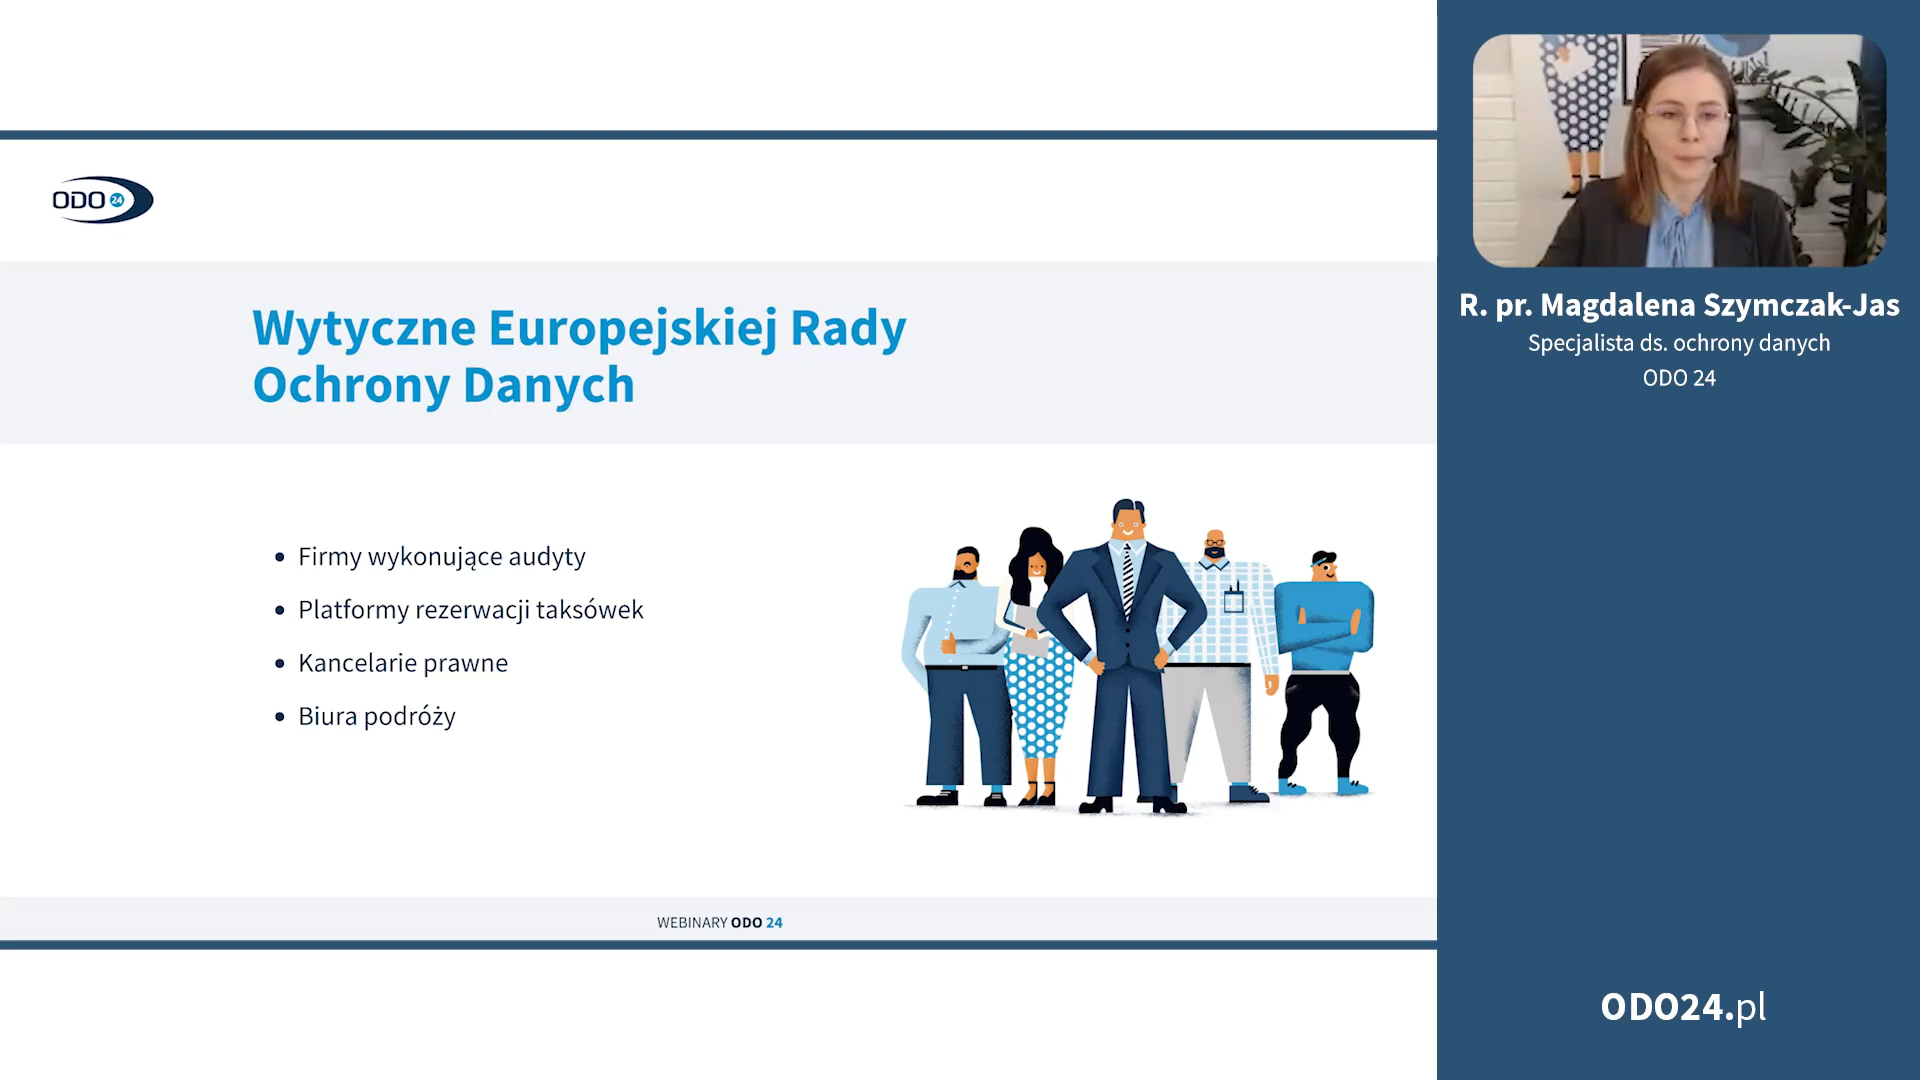 ODO 24
Wytyczne Europejskiej Rady
Ochrony Danych
Firmy wykonujące audyty
Platformy rezerwacji taksówek
Kancelarie prawne
Biura podróży
WEBINARY ODO 24
R. pr. Magdalena Szymczak-Jas
Specjalista ds. ochrony danych
ODO 24
ODO24.pl